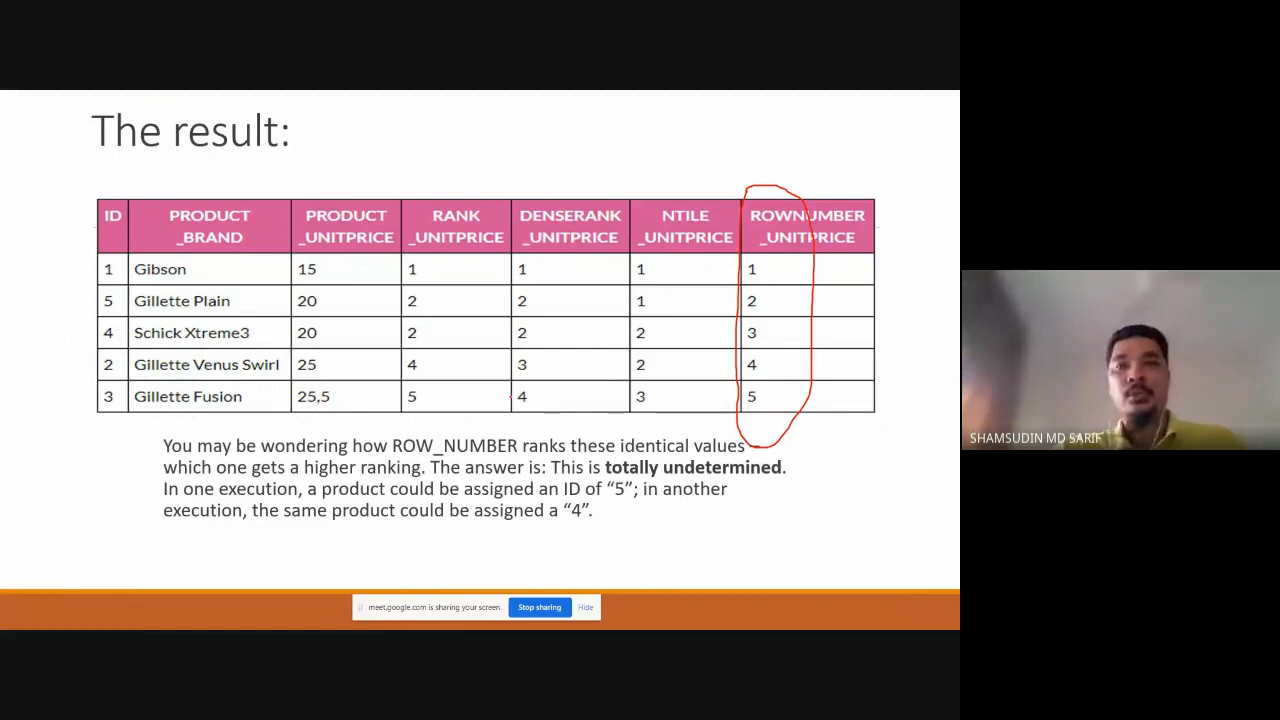 The result:
ID PRODUCT _BRAND PRODUCT _UNITPRICE RANK _UNITPRICE DENSERANK _UNITPRICE NTILE _UNITPRICE ROWNUMBER _UNITPRICE
1 Gibson 15 1 1 1 1
5 Gillette Plain 20 2 2 1 2
4 Schick Xtreme3 20 2 2 2 3
2 Gillette Venus Swirl 25 4 3 2 4
3 Gillette Fusion 25,5 5 4 3 5
You may be wondering how ROW_NUMBER ranks these identical values –
which one gets a higher ranking. The answer is: This is totally undetermined.
In one execution, a product could be assigned an ID of “5”; in another
execution, the same product could be assigned a “4”.
meet.google.com is sharing your screen. Stop sharing Hide
SHAMSUDIN MD SARIF